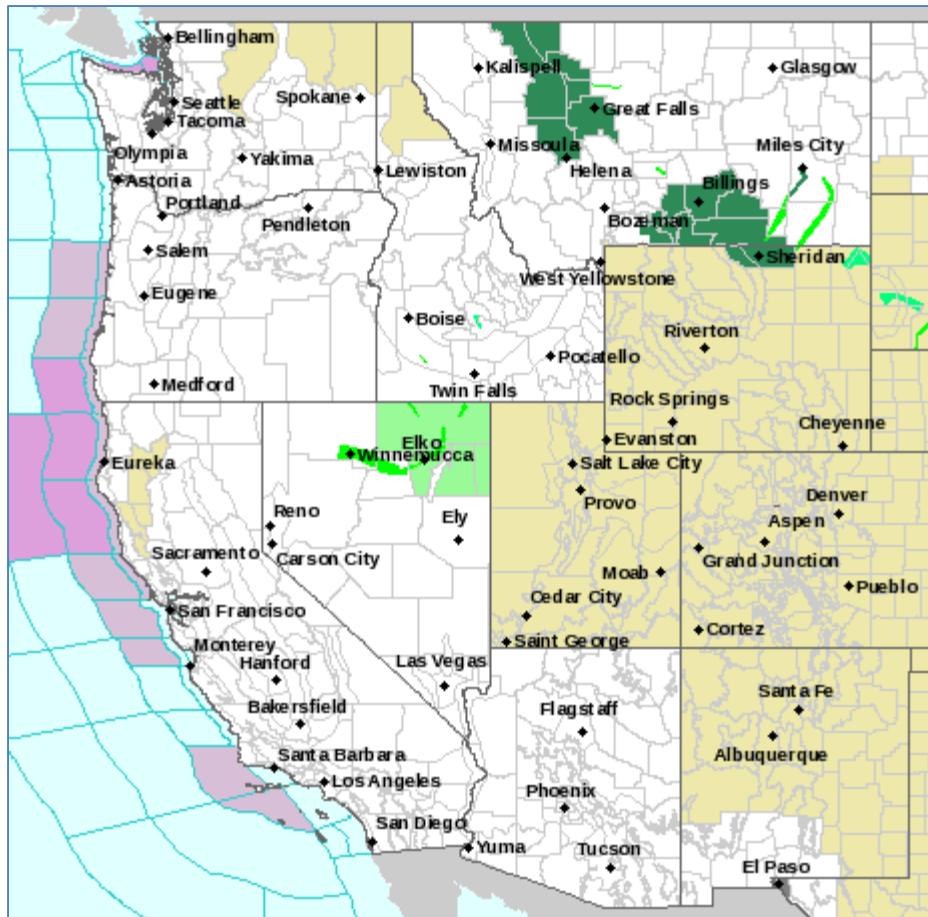 Bellingham
Kalispell
Glasgow
Seattle
Spokane
Great Falls
Tacoma
Olympia
Missoula
Miles City
Yakima
Lewiston
Helena
Astoria
Billings
Portland
Pendleton
Bozeman
Salem
Sheridan
West Yellowstone
Eugene
Boise
Riverton
Pocatello
Medford
Twin Falls
Rock Springs
Cheyenne
Elko
Evanston
Winnemucca
Eureka
Salt Lake City
Provo
Denver
Reno
Ely
Aspen
Sacramento
Carson City
Grand Junction
Moab
Pueblo
San Francisco
Cedar City
Cortez
Saint George
Monterey
Hanford
Las Vegas
Santa Fe
Bakersfield
Flagstaff
Albuquerque
Santa Barbara
Los Angeles
Phoenix
San Diego
Yuma
Tucson
El Paso